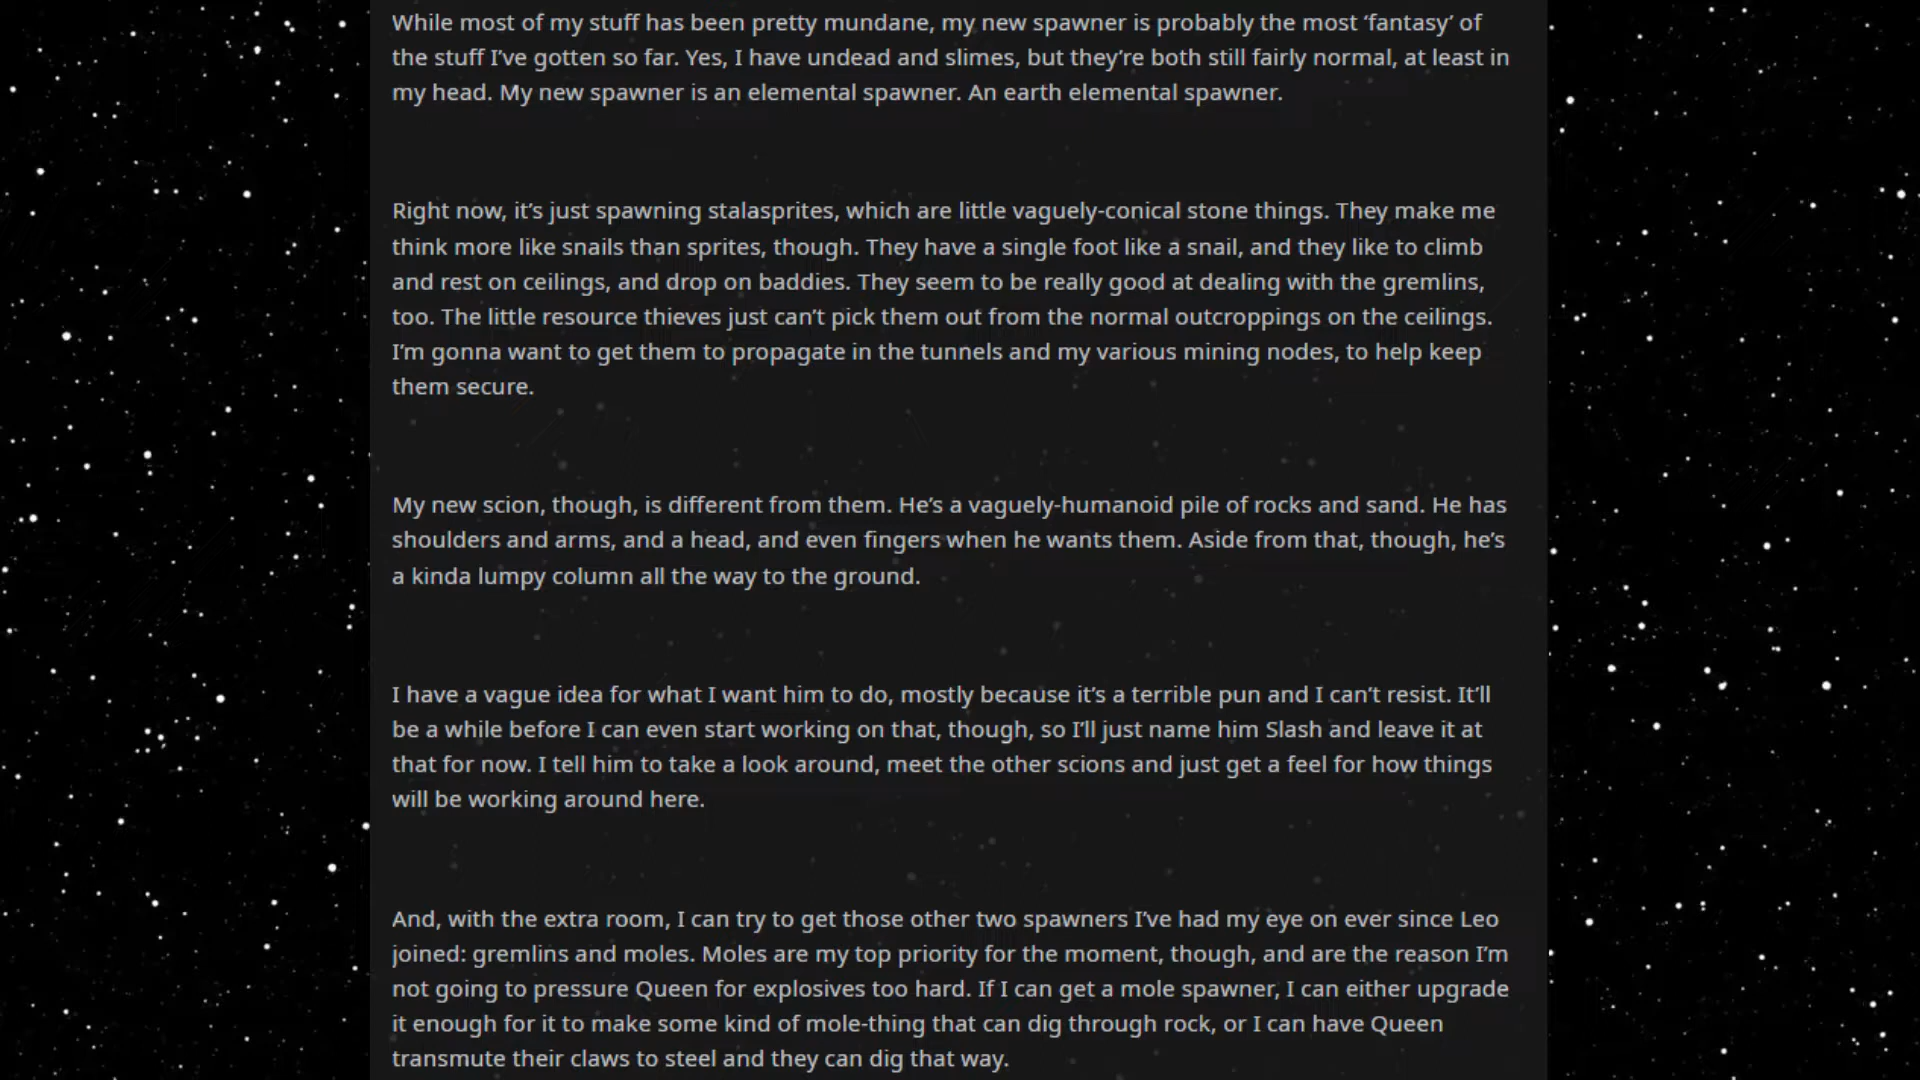 While most of my stuff has been pretty mundane, my new spawner is probably the most ‘fantasy’ of
the stuff I’ve gotten so far. Yes, I have undead and slimes, but they’re both still fairly normal, at least in
my head. My new spawner is an elemental spawner. An earth elemental spawner.
Right now, it’s just spawning stalasprites, which are little vaguely-conical stone things. They make me
think more like snails than sprites, though. They have a single foot like a snail, and they like to climb
and rest on ceilings, and drop on baddies. They seem to be really good at dealing with the gremlins,
too. The little resource thieves just can’t pick them out from the normal outcroppings on the ceilings.
I’m gonna want to get them to propagate in the tunnels and my various mining nodes, to help keep
them secure.
My new scion, though, is different from them. He’s a vaguely-humanoid pile of rocks and sand. He has
shoulders and arms, and a head, and even fingers when he wants them. Aside from that, though, he’s
a kinda lumpy column all the way to the ground.
I have a vague idea for what I want him to do, mostly because it’s a terrible pun and I can’t resist. It’ll
be a while before I can even start working on that, though, so I’ll just name him Slash and leave it at
that for now. I tell him to take a look around, meet the other scions and just get a feel for how things
will be working around here.
And, with the extra room, I can try to get those other two spawners I’ve had my eye on ever since Leo
joined: gremlins and moles. Moles are my top priority for the moment, though, and are the reason I’m
not going to pressure Queen for explosives too hard. If I can get a mole spawner, I can either upgrade
it enough for it to make some kind of mole-thing that can dig through rock, or I can have Queen
transmute their claws to steel and they can dig that way.